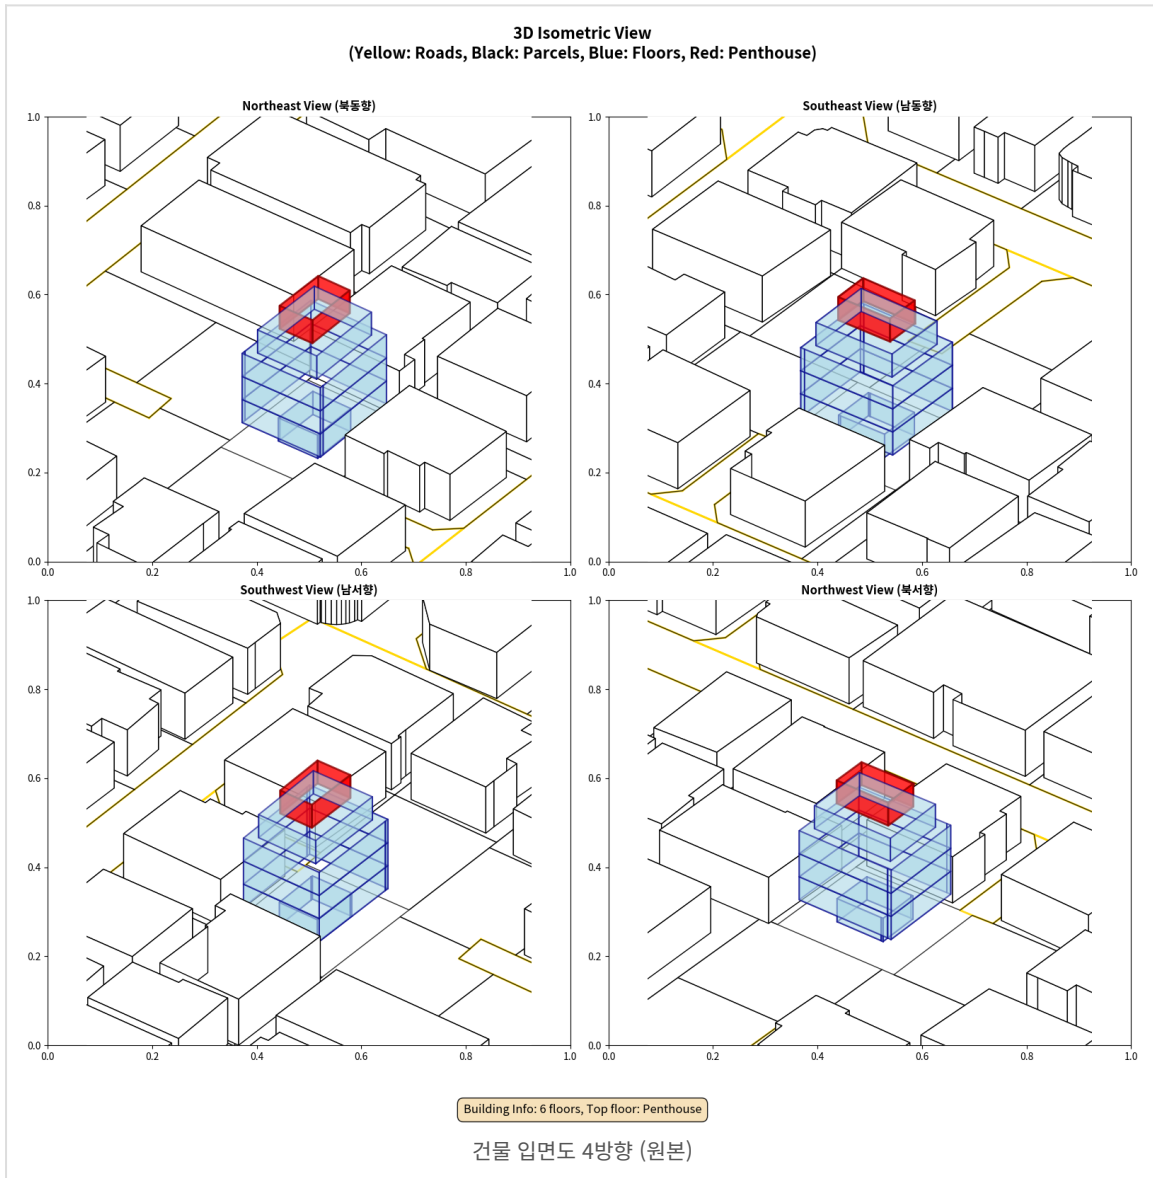 3D Isometric View
(Yellow: Roads, Black: Parcels, Blue: Floors, Red: Penthouse)
Northeast View (북동향)
1.0
0.8
0.6
0.4
0.2
0.0
0.0 0.2 0.4 0.6 0.8 1.0
Southeast View (남동향)
1.0
0.8
0.6
0.4
0.2
0.0
0.0 0.2 0.4 0.6 0.8 1.0
Southwest View (남서향)
1.0
0.8
0.6
0.4
0.2
0.0
0.0 0.2 0.4 0.6 0.8 1.0
Northwest View (북서향)
1.0
0.8
0.6
0.4
0.2
0.0
0.0 0.2 0.4 0.6 0.8 1.0
Building Info: 6 floors, Top floor: Penthouse
건물 입면도 4방향 (원본)